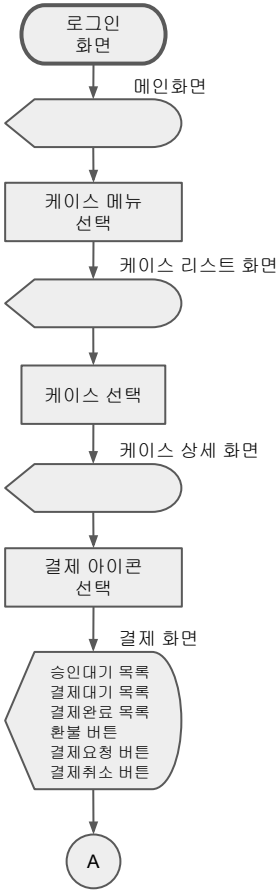 로그인
화면
메인화면
케이스 메뉴
선택
케이스 리스트 화면
케이스 선택
케이스 상세 화면
결제 아이콘
선택
결제 화면
승인대기 목록
결제대기 목록
결제완료 목록
환불 버튼
결제요청 버튼
결제취소 버튼
A